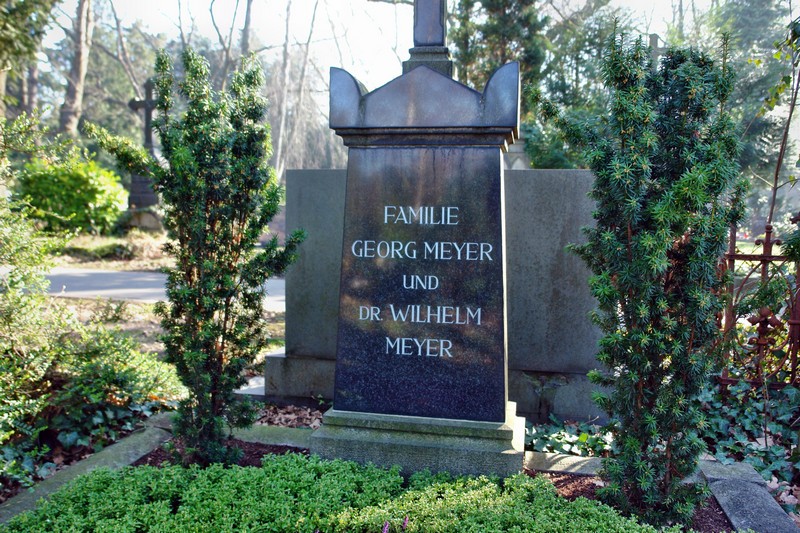 FAMILIE
GEORG MEYER
UND
DR. WILHELM
MEYER